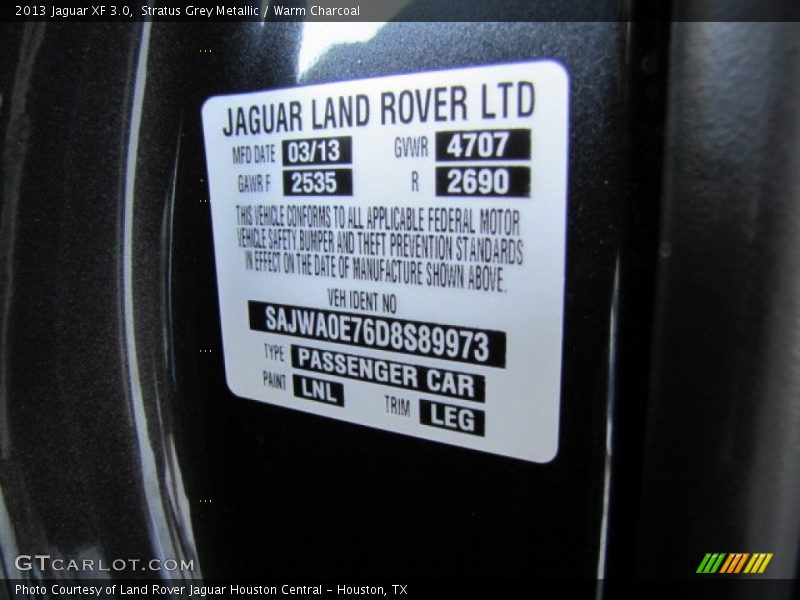 2013 Jaguar XF 3.0, Stratus Grey Metallic / Warm Charcoal
JAGUAR LAND ROVER LTD
MFD DATE 03/13 GVWR 4707
GAWR F 2535 R 2690
THIS VEHICLE CONFORMS TO ALL APPLICABLE FEDERAL MOTOR
VEHICLE SAFETY, BUMPER AND THEFT PREVENTION STANDARDS
IN EFFECT ON THE DATE OF MANUFACTURE SHOWN ABOVE.
VEH IDENT NO
SAJWA0E76D8S89973
TYPE PASSENGER CAR
PAINT LNL TRIM LEG
GTCARLOT.COM
Photo Courtesy of Land Rover Jaguar Houston Central - Houston, TX